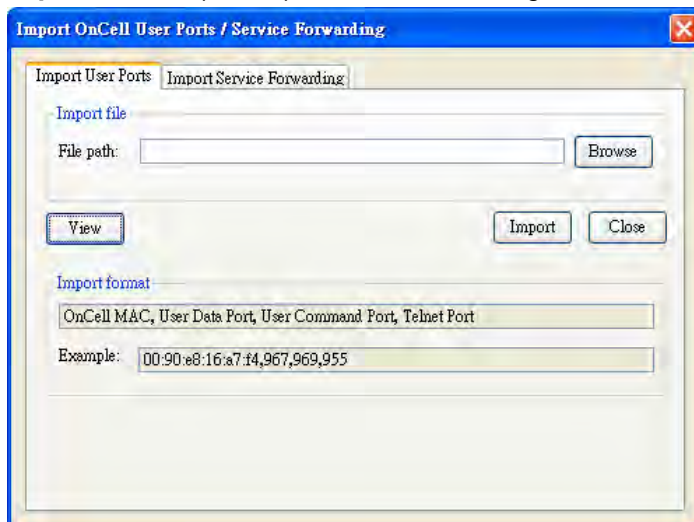 Import OnCell User Ports / Service Forwarding
Import User Ports
Import Service Forwarding
Import file
File path:
Browse
View
Import
Close
Import format
OnCell MAC, User Data Port, User Command Port, Telnet Port
Example:
00:90:e8:16:a7:f4,967,969,955